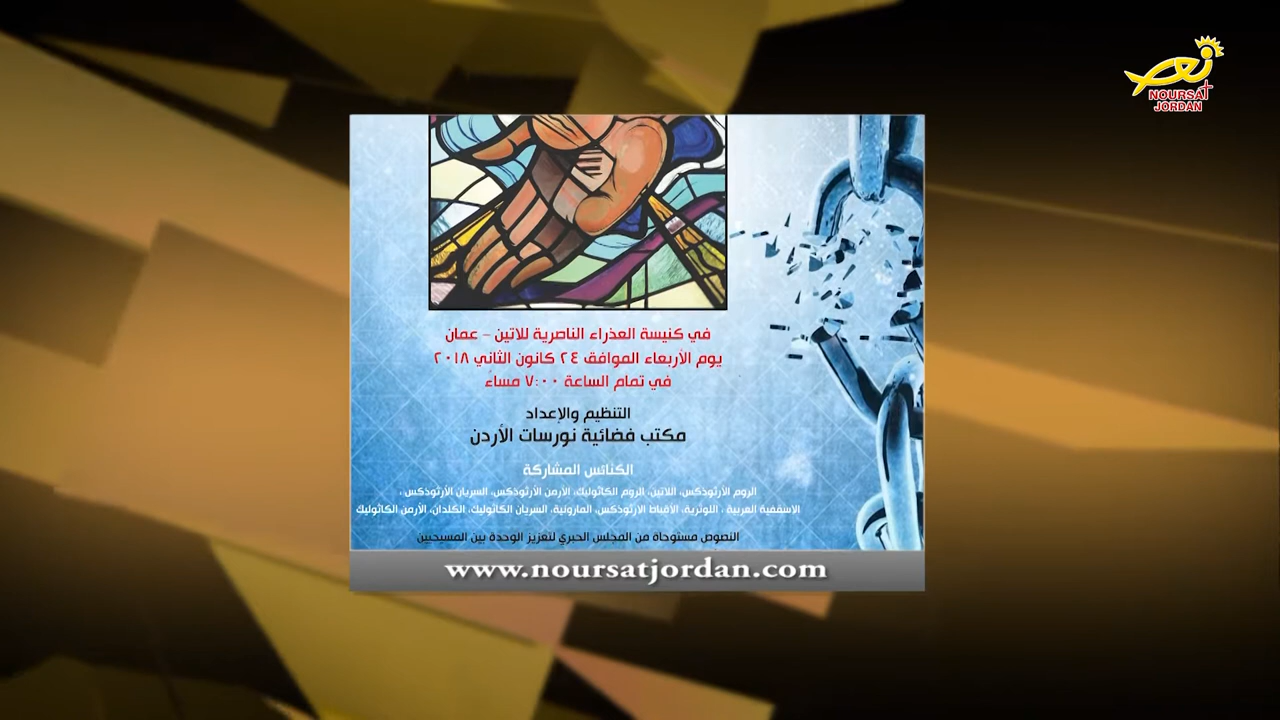 NOURSAT
JORDAN
في كنيسة العذراء الناصرية للاتين – عمان
يوم الأربعاء الموافق ٢٤ كانون الثاني ٢٠١٨
في تمام الساعة ٧:٠٠ مساءً
التنظيم والإعداد
مكتب فضائية نورسات الأردن
الكنائس المشاركة
الروم الأرثوذكس، اللاتين، الروم الكاثوليك، الأرمن الأرثوذكس، السريان الأرثوذكس ،
الاسقفية العربية ، اللوثرية، الأقباط الارثوذكس، المارونية، السريان الكاثوليك، الكلدان، الأرمن الكاثوليك
النصوص مستوحاة من المجلس الحبري لتعزيز الوحدة بين المسيحيين
www.noursatjordan.com